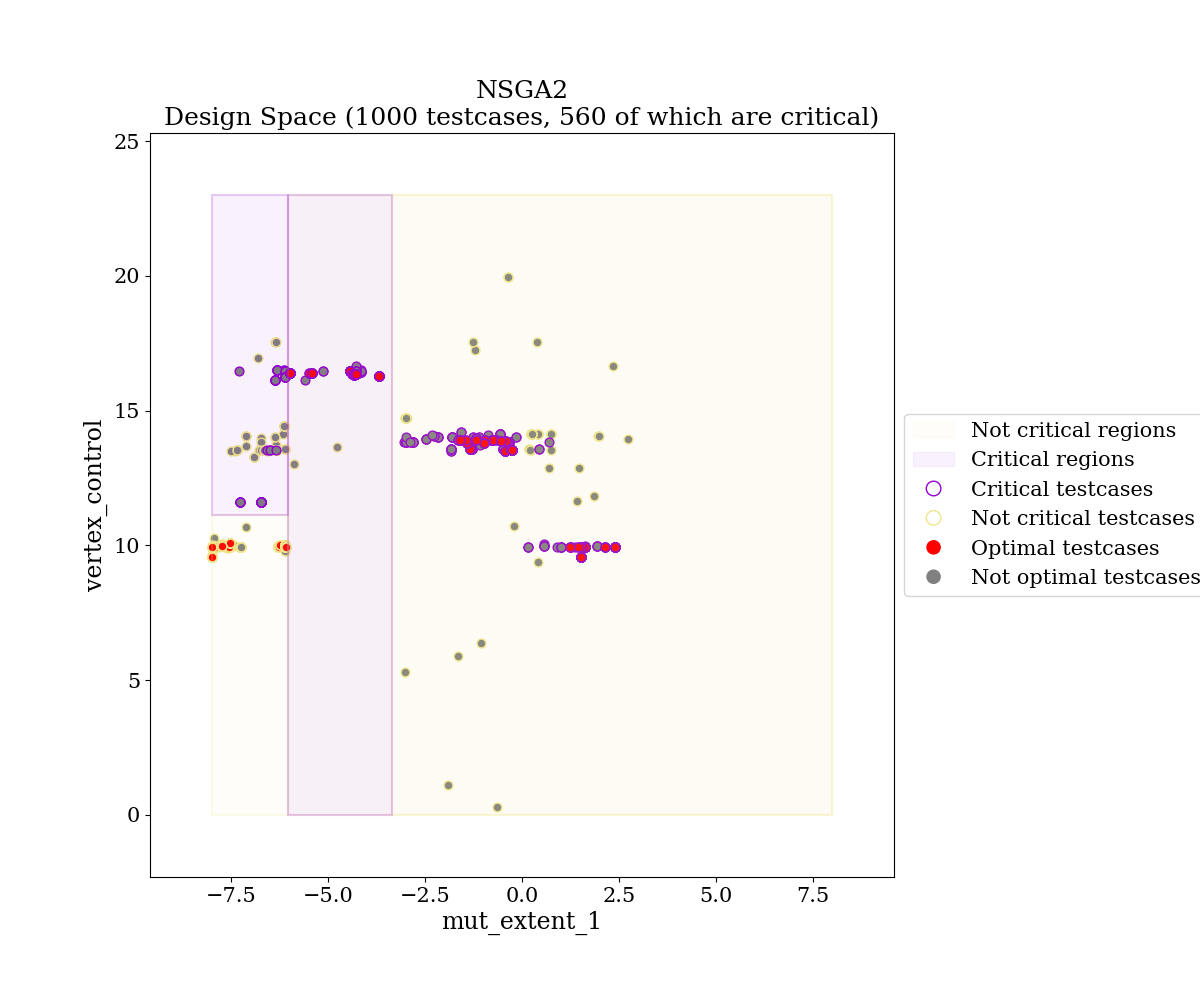 NSGA2
Design Space (1000 testcases, 560 of which are critical)
25
20
15
10
5
0
vertex_control
−7.5
−5.0
−2.5
0.0
2.5
5.0
7.5
mut_extent_1
Not critical regions
Critical regions
Critical testcases
Not critical testcases
Optimal testcases
Not optimal testcases